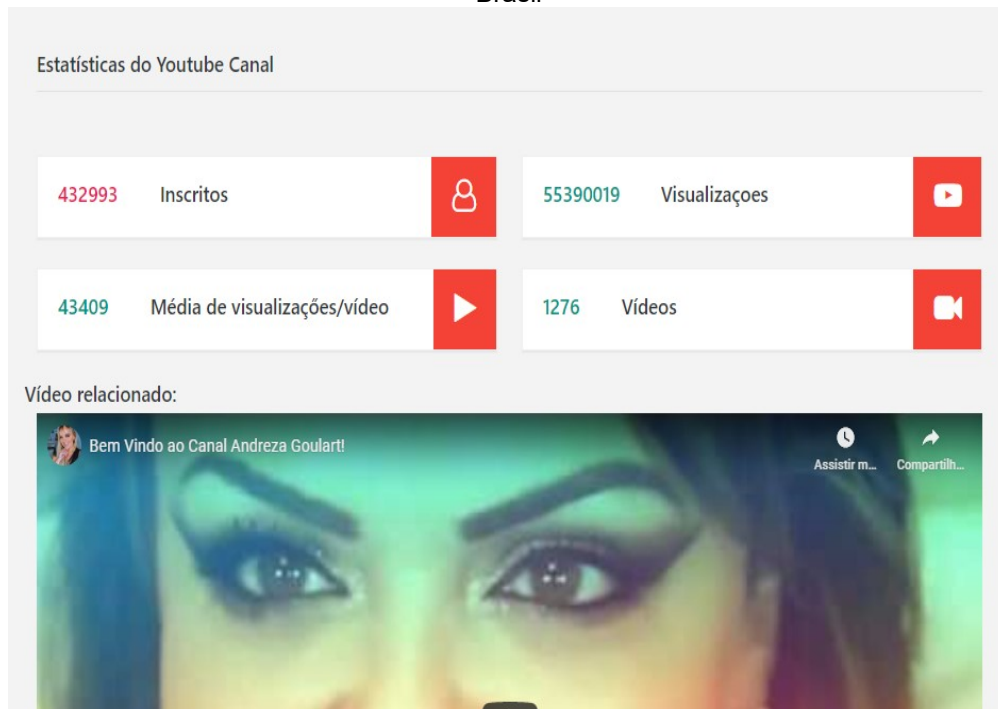 Brasil
Estatísticas do Youtube Canal
432993 Inscritos
55390019 Visualizaçoes
43409 Média de visualizações/vídeo
1276 Vídeos
Vídeo relacionado:
Bem Vindo ao Canal Andreza Goulart!
Assistir m...
Compartilh...